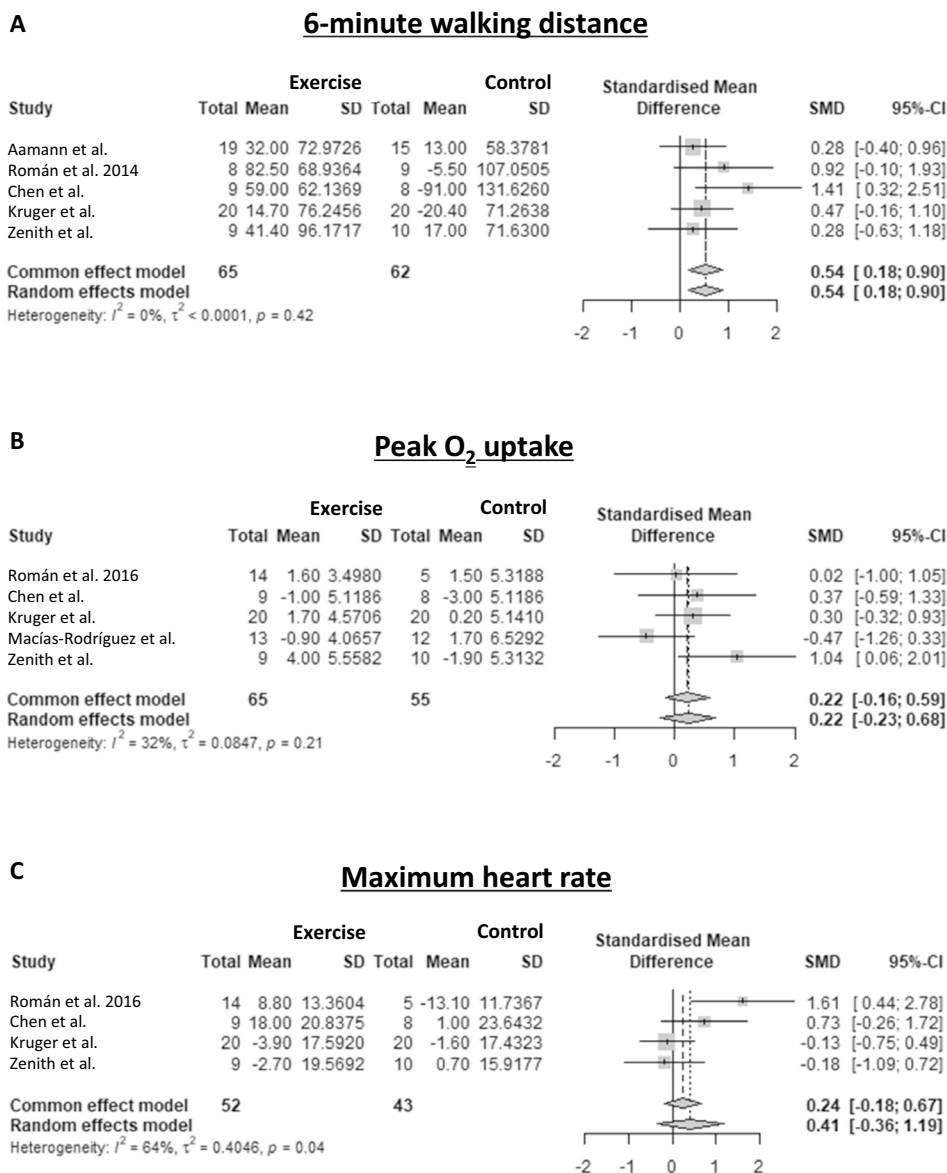 A
6-minute walking distance
Exercise Control Standardised Mean
Study Total Mean SD Total Mean SD Difference SMD 95%-CI
Aamann et al. 19 32.00 72.9726 15 13.00 58.3781 0.28 [-0.40; 0.96]
Román et al. 2014 8 82.50 68.9364 9 -5.50 107.0505 0.92 [-0.10; 1.93]
Chen et al. 9 59.00 62.1369 8 -91.00 131.6260 1.41 [ 0.32; 2.51]
Kruger et al. 20 14.70 76.2456 20 -20.40 71.2638 0.47 [-0.16; 1.10]
Zenith et al. 9 41.40 96.1717 10 17.00 71.6300 0.28 [-0.63; 1.18]
Common effect model 65 62 0.54 [ 0.18; 0.90]
Random effects model 0.54 [ 0.18; 0.90]
Heterogeneity: I² = 0%, τ² < 0.0001, p = 0.42
-2 -1 0 1 2
B
Peak O₂ uptake
Exercise Control Standardised Mean
Study Total Mean SD Total Mean SD Difference SMD 95%-CI
Román et al. 2016 14 1.60 3.4980 5 1.50 5.3188 0.02 [-1.00; 1.05]
Chen et al. 9 -1.00 5.1186 8 -3.00 5.1186 0.37 [-0.59; 1.33]
Kruger et al. 20 1.70 4.5706 20 0.20 5.1410 0.30 [-0.32; 0.93]
Macías-Rodríguez et al. 13 -0.90 4.0657 12 1.70 6.5292 -0.47 [-1.26; 0.33]
Zenith et al. 9 4.00 5.5582 10 -1.90 5.3132 1.04 [ 0.06; 2.01]
Common effect model 65 55 0.22 [-0.16; 0.59]
Random effects model 0.22 [-0.23; 0.68]
Heterogeneity: I² = 32%, τ² = 0.0847, p = 0.21
-2 -1 0 1 2
C
Maximum heart rate
Exercise Control Standardised Mean
Study Total Mean SD Total Mean SD Difference SMD 95%-CI
Román et al. 2016 14 8.80 13.3604 5 -13.10 11.7367 1.61 [ 0.44; 2.78]
Chen et al. 9 18.00 20.8375 8 1.00 23.6432 0.73 [-0.26; 1.72]
Kruger et al. 20 -3.90 17.5920 20 -1.60 17.4323 -0.13 [-0.75; 0.49]
Zenith et al. 9 -2.70 19.5692 10 0.70 15.9177 -0.18 [-1.09; 0.72]
Common effect model 52 43 0.24 [-0.18; 0.67]
Random effects model 0.41 [-0.36; 1.19]
Heterogeneity: I² = 64%, τ² = 0.4046, p = 0.04
-2 -1 0 1 2